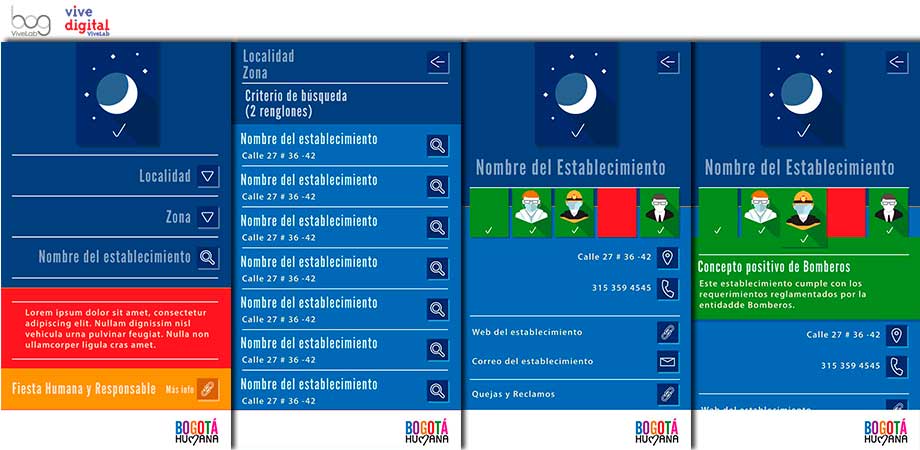 bog
ViveLab
vive
digital
ViveLab
Localidad
Zona
Nombre del establecimiento
Lorem ipsum dolor sit amet, consectetur
adipiscing elit. Nullam dignissim nisl
vehicula urna pulvinar feugiat. Nulla non
ullamcorper ligula cras amet.
Fiesta Humana y Responsable Más info
BOGOTÁ
HUMANA
Localidad
Zona
Criterio de búsqueda
(2 renglones)
Nombre del establecimiento
Calle 27 # 36 -42
Nombre del establecimiento
Calle 27 # 36 -42
Nombre del establecimiento
Calle 27 # 36 -42
Nombre del establecimiento
Calle 27 # 36 -42
Nombre del establecimiento
Calle 27 # 36 -42
Nombre del establecimiento
Calle 27 # 36 -42
Nombre del establecimiento
Calle 27 # 36 -42
BOGOTÁ
HUMANA
Nombre del Establecimiento
Calle 27 # 36 -42
315 359 4545
Web del establecimiento
Correo del establecimiento
Quejas y Reclamos
BOGOTÁ
HUMANA
Nombre del Establecimiento
Concepto positivo de Bomberos
Este establecimiento cumple con los
requerimientos reglamentados por la
entidadde Bomberos.
Calle 27 # 36 -42
315 359 4545
Web del establecimiento
BOGOTÁ
HUMANA